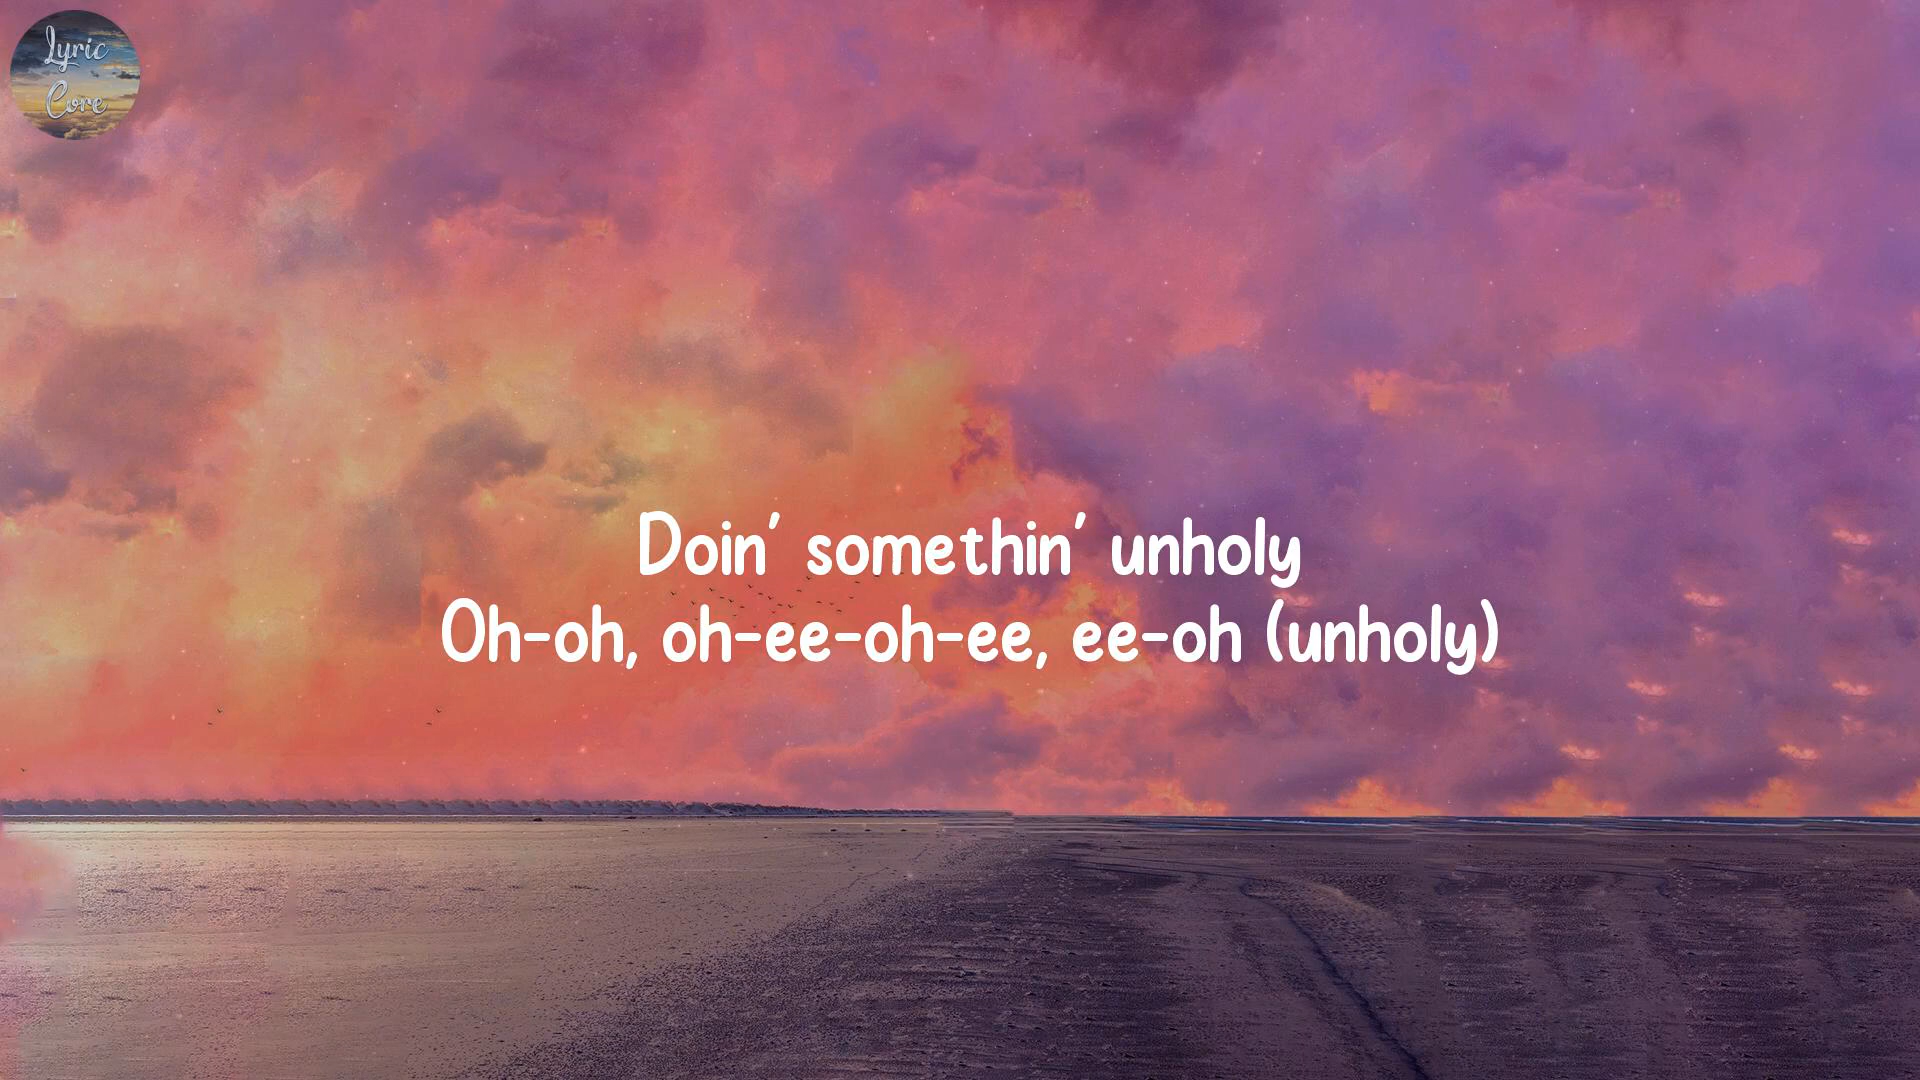 Lyric
Core
Doin' somethin' unholy
Oh-oh, oh-ee-oh-ee, ee-oh (unholy)